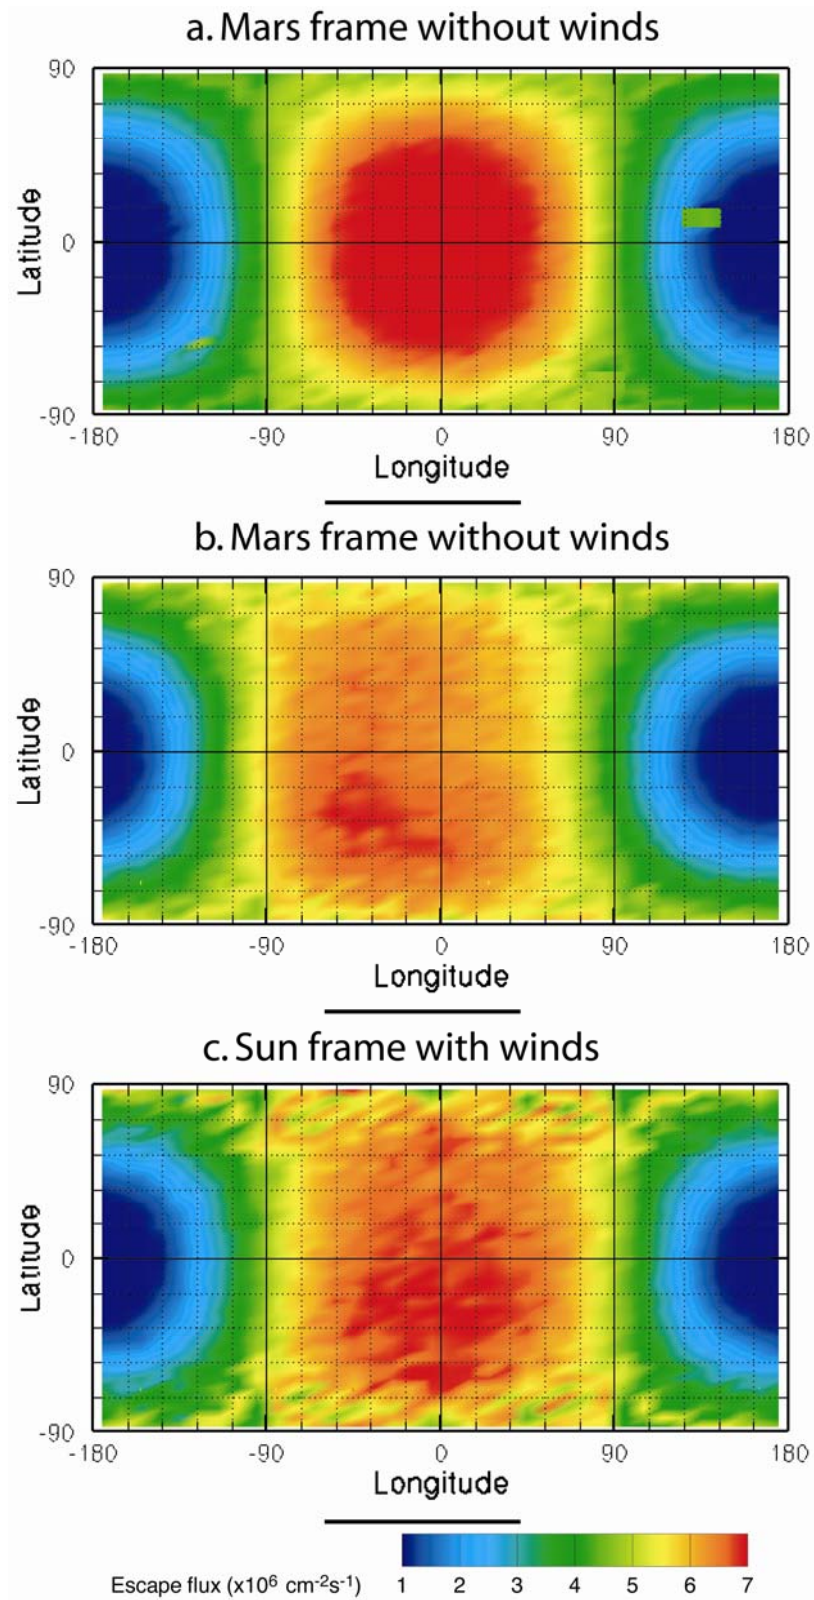 a. Mars frame without winds
90
Latitude
0
-90
-180 -90 0 90 180
Longitude
b. Mars frame without winds
90
Latitude
0
-90
-180 -90 0 90 180
Longitude
c. Sun frame with winds
90
Latitude
0
-90
-180 -90 0 90 180
Longitude
Escape flux (x10⁶ cm⁻²s⁻¹) 1 2 3 4 5 6 7